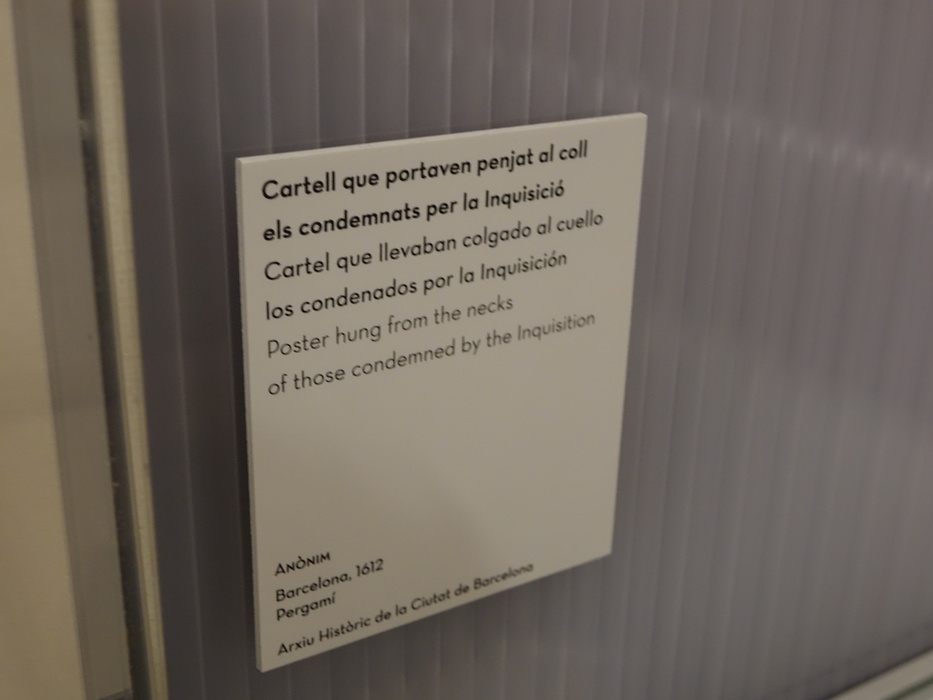 Cartell que portaven penjat al coll
els condemnats per la Inquisició
Cartel que llevaban colgado al cuello
los condenados por la Inquisición
Poster hung from the necks
of those condemned by the Inquisition
ANÒNIM
Barcelona, 1612
Pergamí
Arxiu Històric de la Ciutat de Barcelona